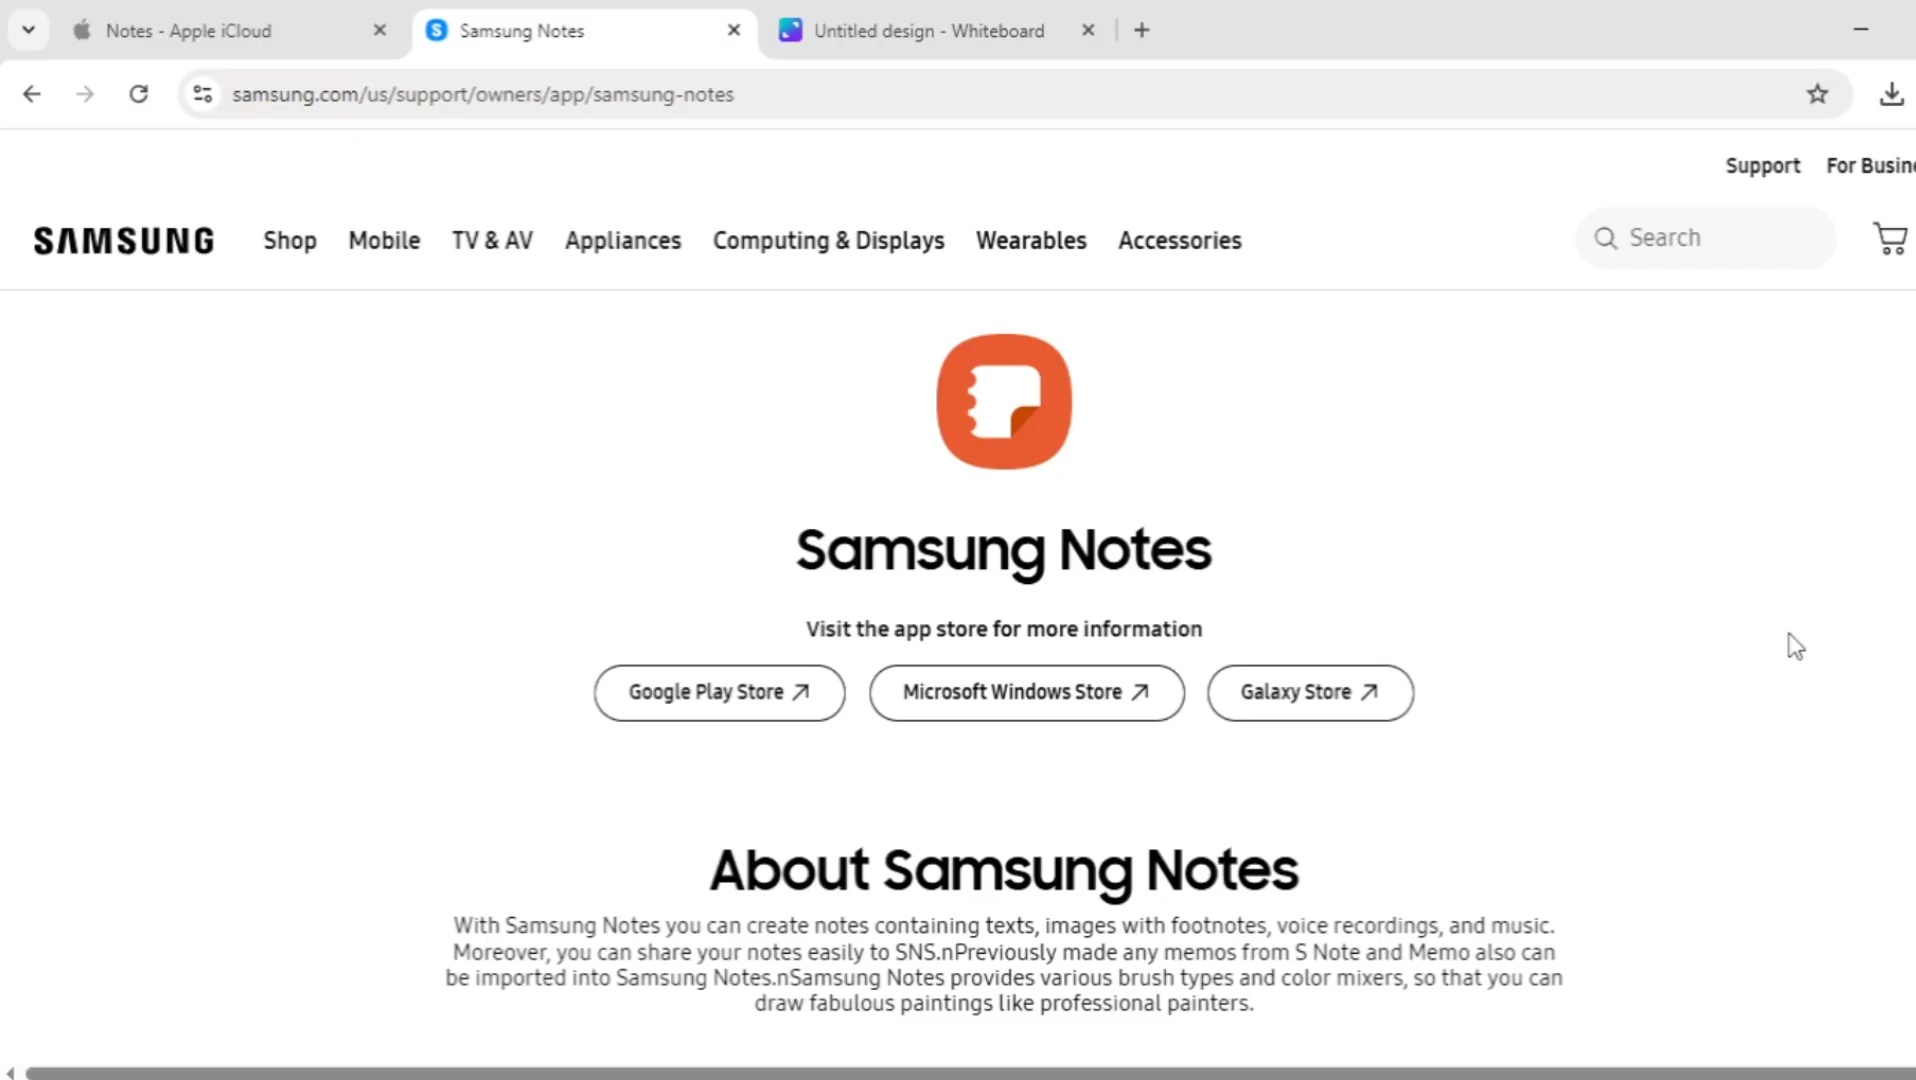 Notes - Apple iCloud
Samsung Notes
Untitled design - Whiteboard
samsung.com/us/support/owners/app/samsung-notes
Support For Busine
SAMSUNG Shop Mobile TV & AV Appliances Computing & Displays Wearables Accessories Search
Samsung Notes
Visit the app store for more information
Google Play Store Microsoft Windows Store Galaxy Store
About Samsung Notes
With Samsung Notes you can create notes containing texts, images with footnotes, voice recordings, and music.
Moreover, you can share your notes easily to SNS.nPreviously made any memos from S Note and Memo also can
be imported into Samsung Notes.nSamsung Notes provides various brush types and color mixers, so that you can
draw fabulous paintings like professional painters.